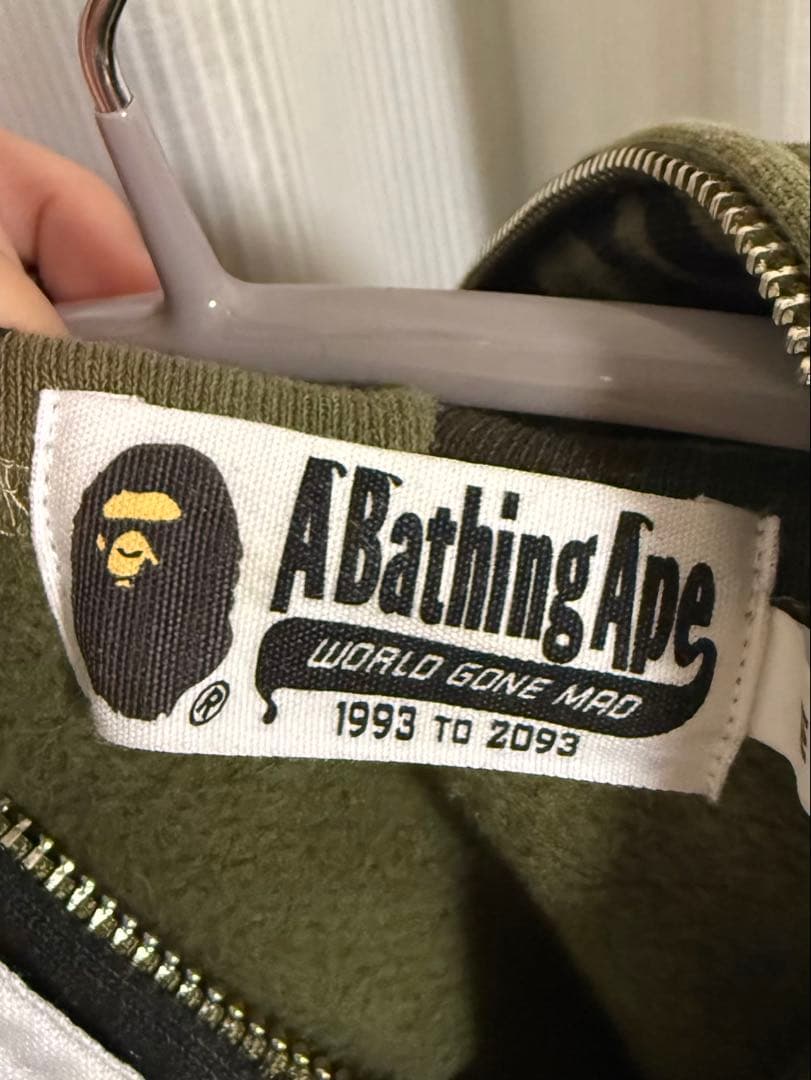 A Bathing Ape
WORLD GONE MAD
1993 TO 2093
®